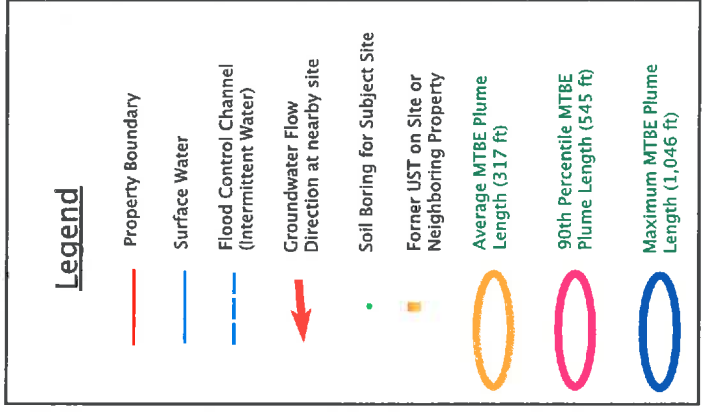 Legend
Property Boundary
Surface Water
Flood Control Channel
(Intermittent Water)
Groundwater Flow
Direction at nearby site
Soil Boring for Subject Site
Forner UST on Site or
Neighboring Property
Average MTBE Plume
Length (317 ft)
90th Percentile MTBE
Plume Length (545 ft)
Maximum MTBE Plume
Length (1,046 ft)